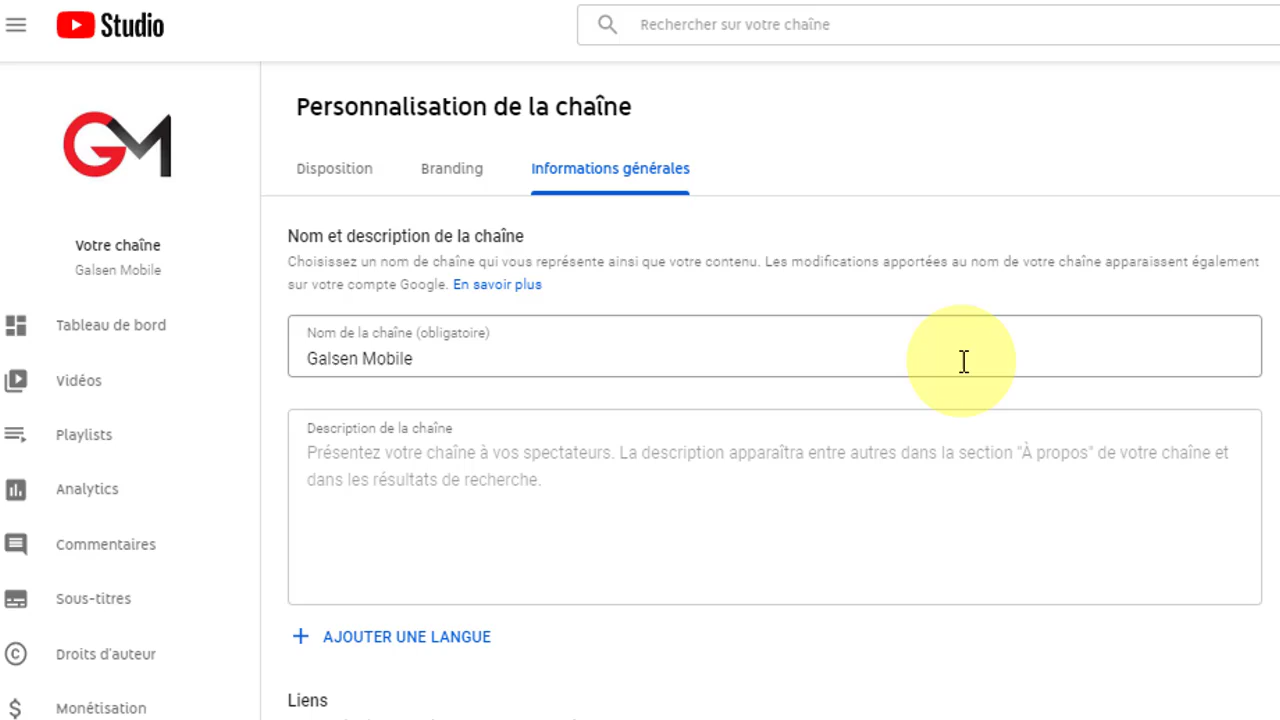 Studio
Rechercher sur votre chaîne
GM
Votre chaîne
Galsen Mobile
Tableau de bord
Vidéos
Playlists
Analytics
Commentaires
Sous-titres
Droits d'auteur
Monétisation
Personnalisation de la chaîne
Disposition
Branding
Informations générales
Nom et description de la chaîne
Choisissez un nom de chaîne qui vous représente ainsi que votre contenu. Les modifications apportées au nom de votre chaîne apparaissent également
sur votre compte Google. En savoir plus
Nom de la chaîne (obligatoire)
Galsen Mobile
Description de la chaîne
Présentez votre chaîne à vos spectateurs. La description apparaîtra entre autres dans la section "À propos" de votre chaîne et
dans les résultats de recherche.
AJOUTER UNE LANGUE
Liens